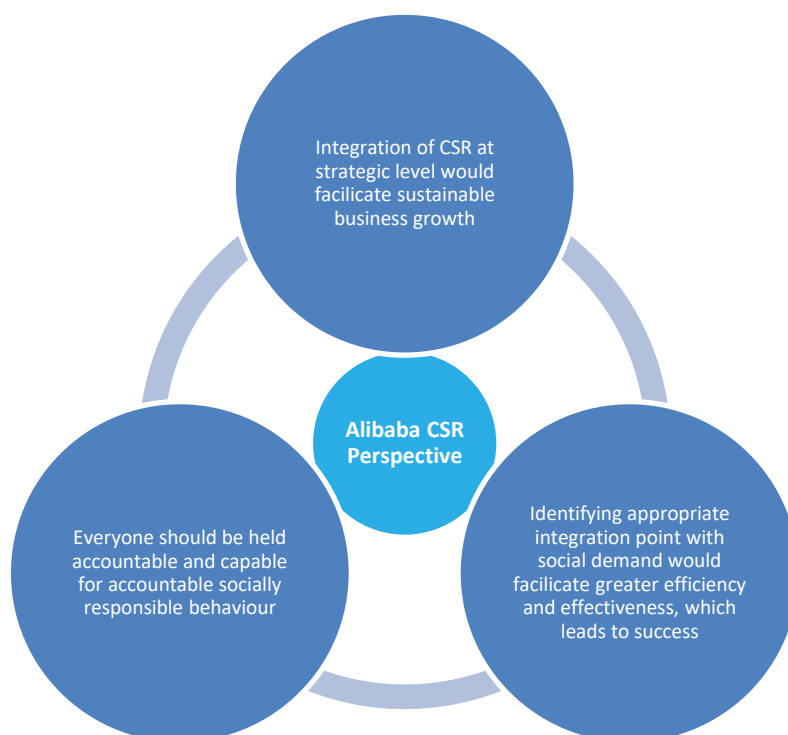 Integration of CSR at
strategic level would
facilicate sustainable
business growth
Alibaba CSR
Perspective
Everyone should be held
accountable and capable
for accountable socially
responsible behaviour
Identifying appropriate
integration point with
social demand would
facilicate greater efficiency
and effectiveness, which
leads to success